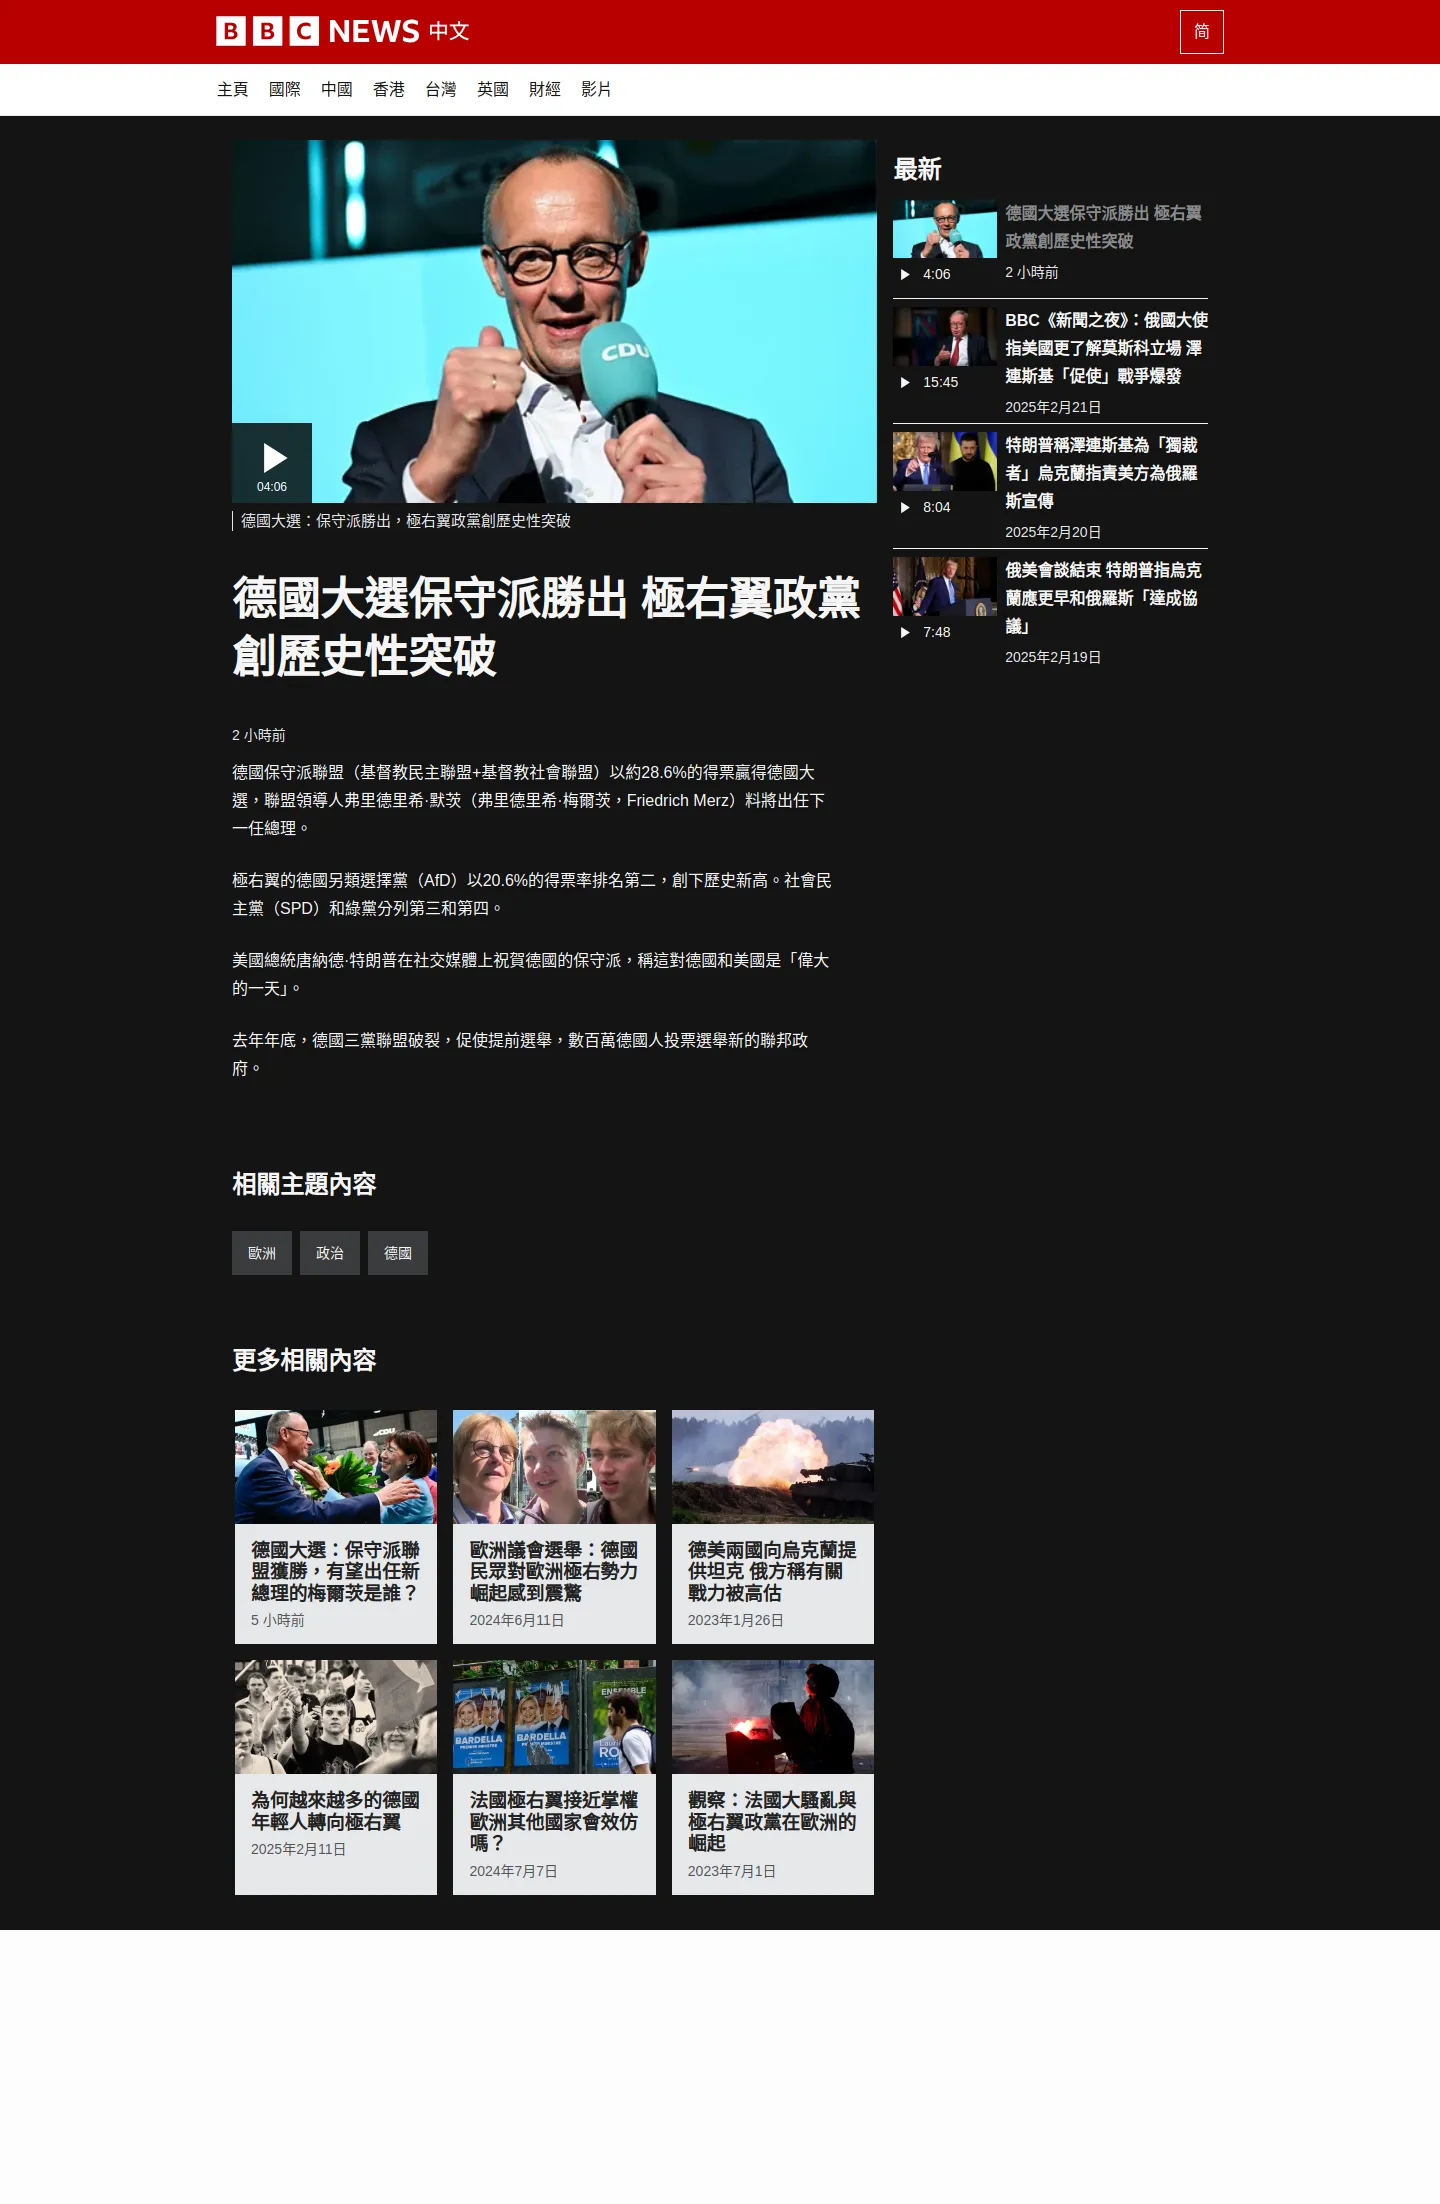 BBC NEWS 中文
简
主頁 國際 中國 香港 台灣 英國 財經 影片
CDU
04:06
德國大選：保守派勝出，極右翼政黨創歷史性突破
德國大選保守派勝出 極右翼政黨
創歷史性突破
2 小時前
德國保守派聯盟（基督教民主聯盟+基督教社會聯盟）以約28.6%的得票贏得德國大
選，聯盟領導人弗里德里希·默茨（弗里德里希·梅爾茨，Friedrich Merz）料將出任下
一任總理。
極右翼的德國另類選擇黨（AfD）以20.6%的得票率排名第二，創下歷史新高。社會民
主黨（SPD）和綠黨分列第三和第四。
美國總統唐納德·特朗普在社交媒體上祝賀德國的保守派，稱這對德國和美國是「偉大
的一天」。
去年年底，德國三黨聯盟破裂，促使提前選舉，數百萬德國人投票選舉新的聯邦政
府。
最新
德國大選保守派勝出 極右翼
政黨創歷史性突破
4:06
2 小時前
BBC《新聞之夜》：俄國大使
指美國更了解莫斯科立場 澤
連斯基「促使」戰爭爆發
15:45
2025年2月21日
特朗普稱澤連斯基為「獨裁
者」烏克蘭指責美方為俄羅
斯宣傳
8:04
2025年2月20日
俄美會談結束 特朗普指烏克
蘭應更早和俄羅斯「達成協
議」
7:48
2025年2月19日
相關主題內容
歐洲 政治 德國
更多相關內容
CDU
德國大選：保守派聯
盟獲勝，有望出任新
總理的梅爾茨是誰？
5 小時前
歐洲議會選舉：德國
民眾對歐洲極右勢力
崛起感到震驚
2024年6月11日
德美兩國向烏克蘭提
供坦克 俄方稱有關
戰力被高估
2023年1月26日
為何越來越多的德國
年輕人轉向極右翼
2025年2月11日
ENSEMBLE
BARDELLA
BARDELLA
法國極右翼接近掌權
歐洲其他國家會效仿
嗎？
2024年7月7日
觀察：法國大騷亂與
極右翼政黨在歐洲的
崛起
2023年7月1日